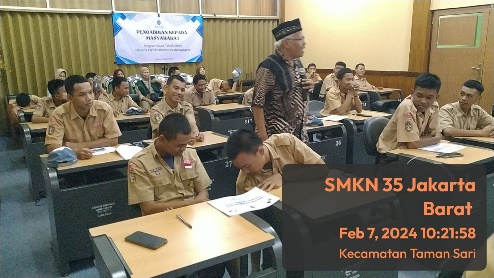 PENGABDIAN KEPADA
MASYARAKAT
SMKN 35 Jakarta
Barat
Feb 7, 2024 10:21:58
Kecamatan Taman Sari